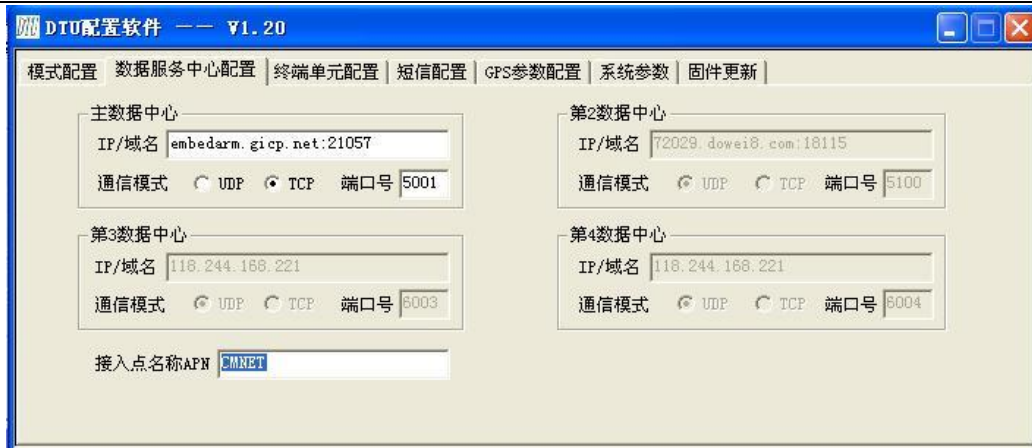 DTU配置软件 —— V1.20
模式配置 数据服务中心配置 终端单元配置 短信配置 GPS参数配置 系统参数 固件更新
主数据中心
IP/域名 embedarm.gicp.net:21057
通信模式 UDP TCP 端口号 5001
第2数据中心
IP/域名 72029.dowei8.com:18115
通信模式 UDP TCP 端口号 5100
第3数据中心
IP/域名 118.244.168.221
通信模式 UDP TCP 端口号 6003
第4数据中心
IP/域名 118.244.168.221
通信模式 UDP TCP 端口号 6004
接入点名称APN CMNET